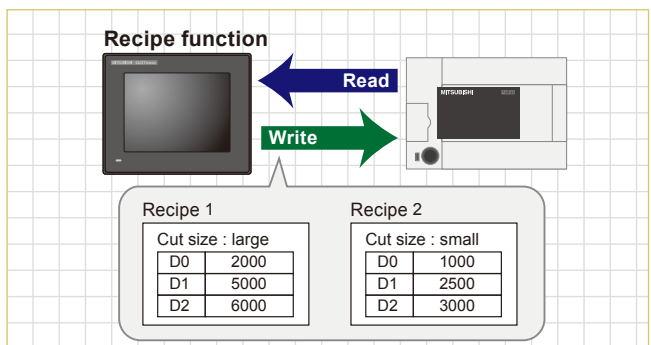 Recipe function
MITSUBISHI
Read
MITSUBISHI
Write
Recipe 1
Cut size : large
D0 2000
D1 5000
D2 6000
Recipe 2
Cut size : small
D0 1000
D1 2500
D2 3000